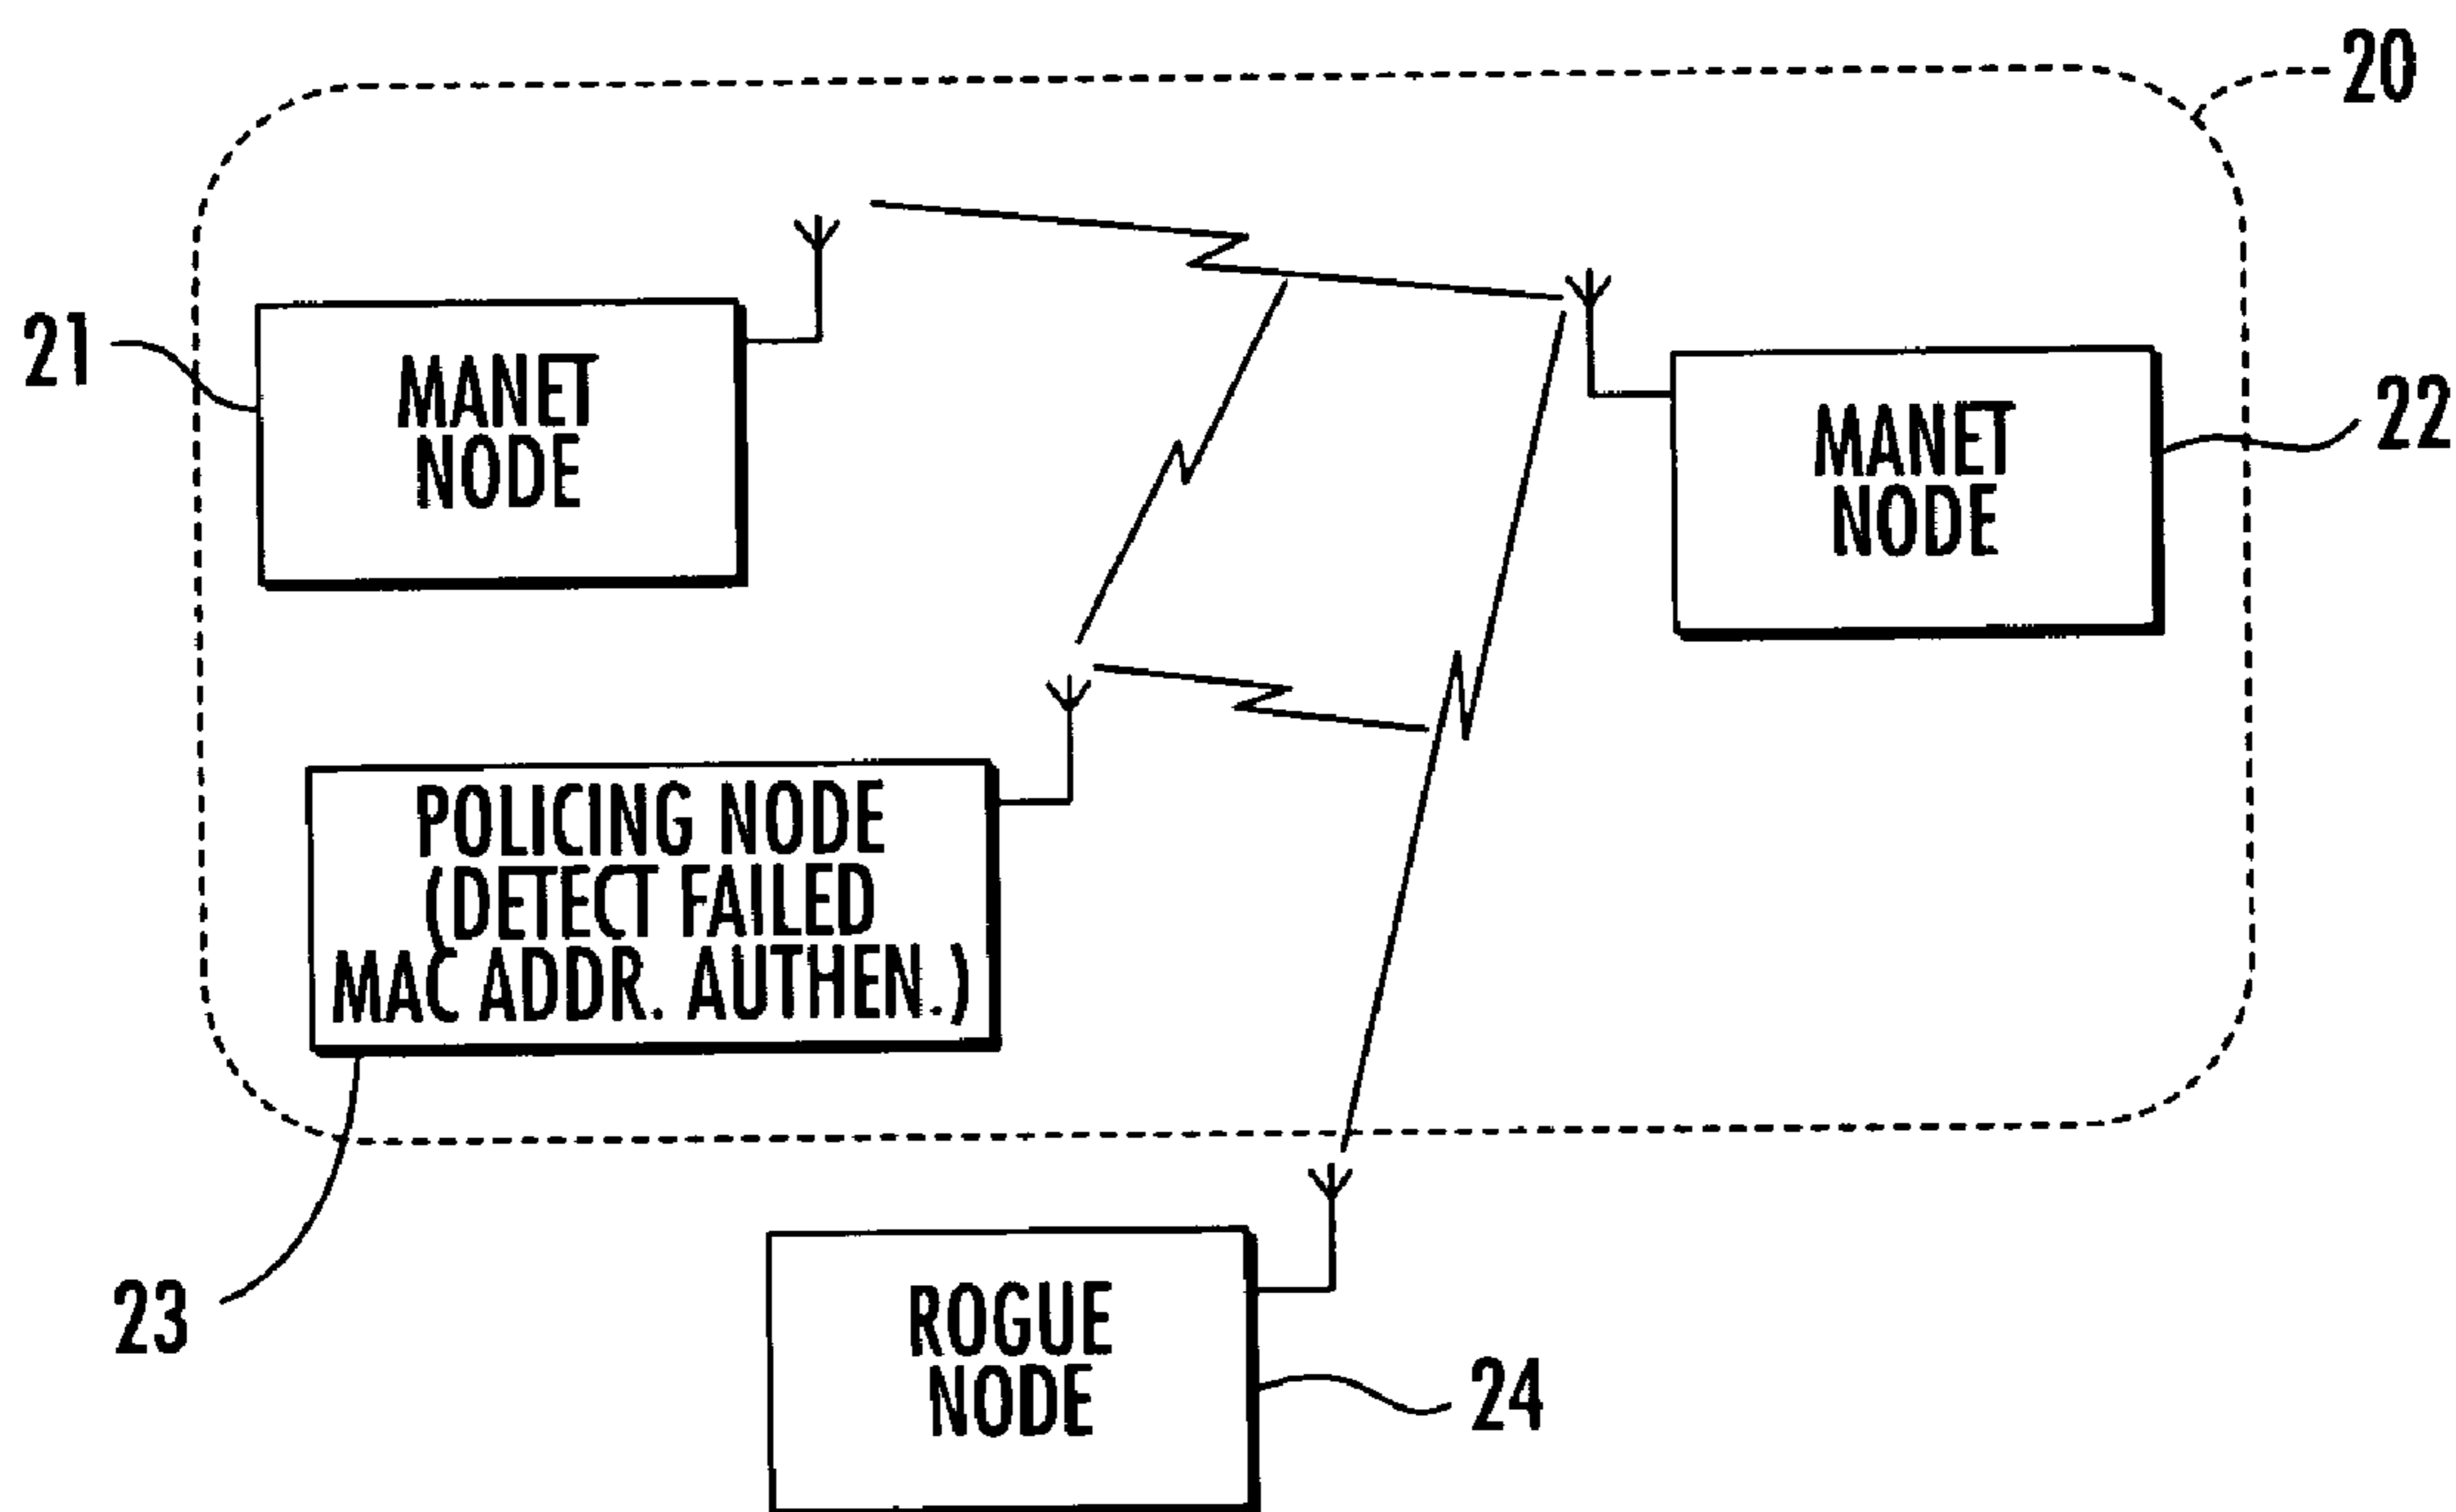 20
21
MANET
NODE
MANET
NODE
22
POLICING NODE
(DETECT FAILED
MAC ADDR. AUTHEN.)
23
ROGUE
NODE
24